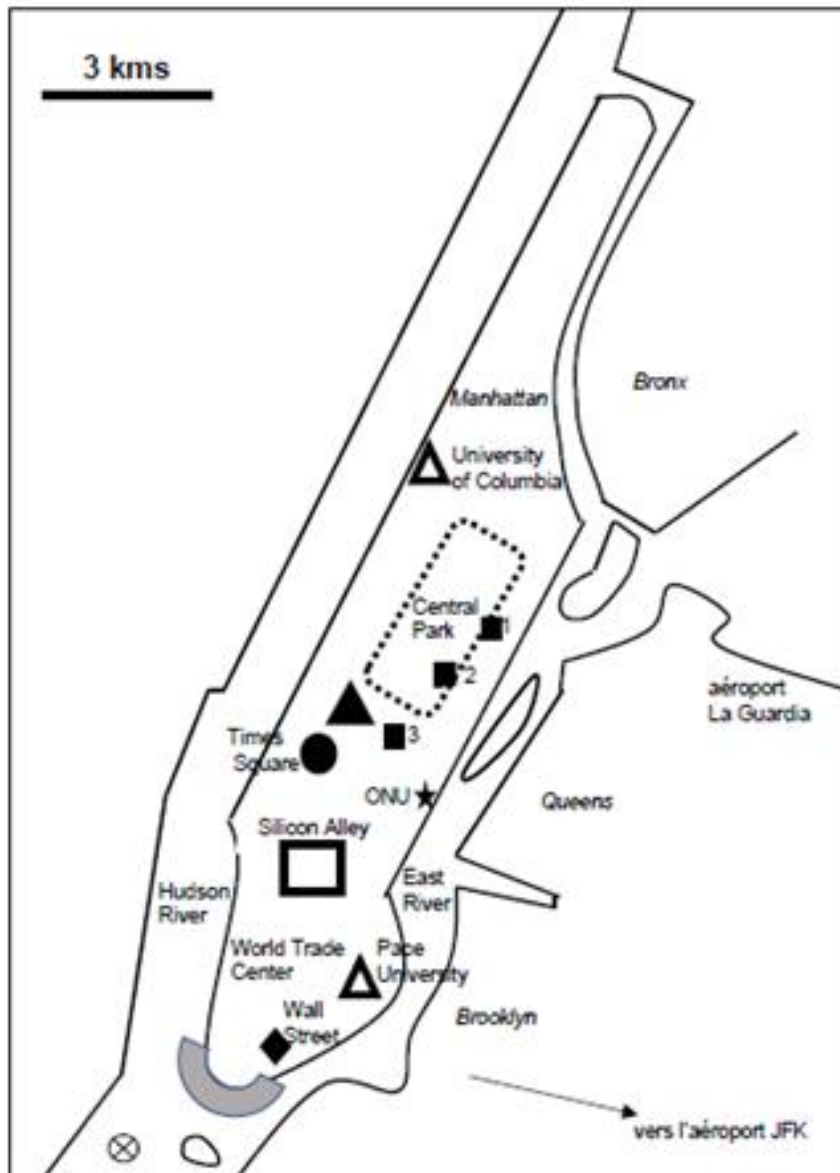 3 kms
Manhattan
Bronx
University
of Columbia
Central
Park
1
2
aéroport
La Guardia
3
Times
Square
ONU
Queens
Silicon Alley
Hudson
River
East
River
World Trade
Center
Pace
University
Wall
Street
Brooklyn
vers l'aéroport JFK